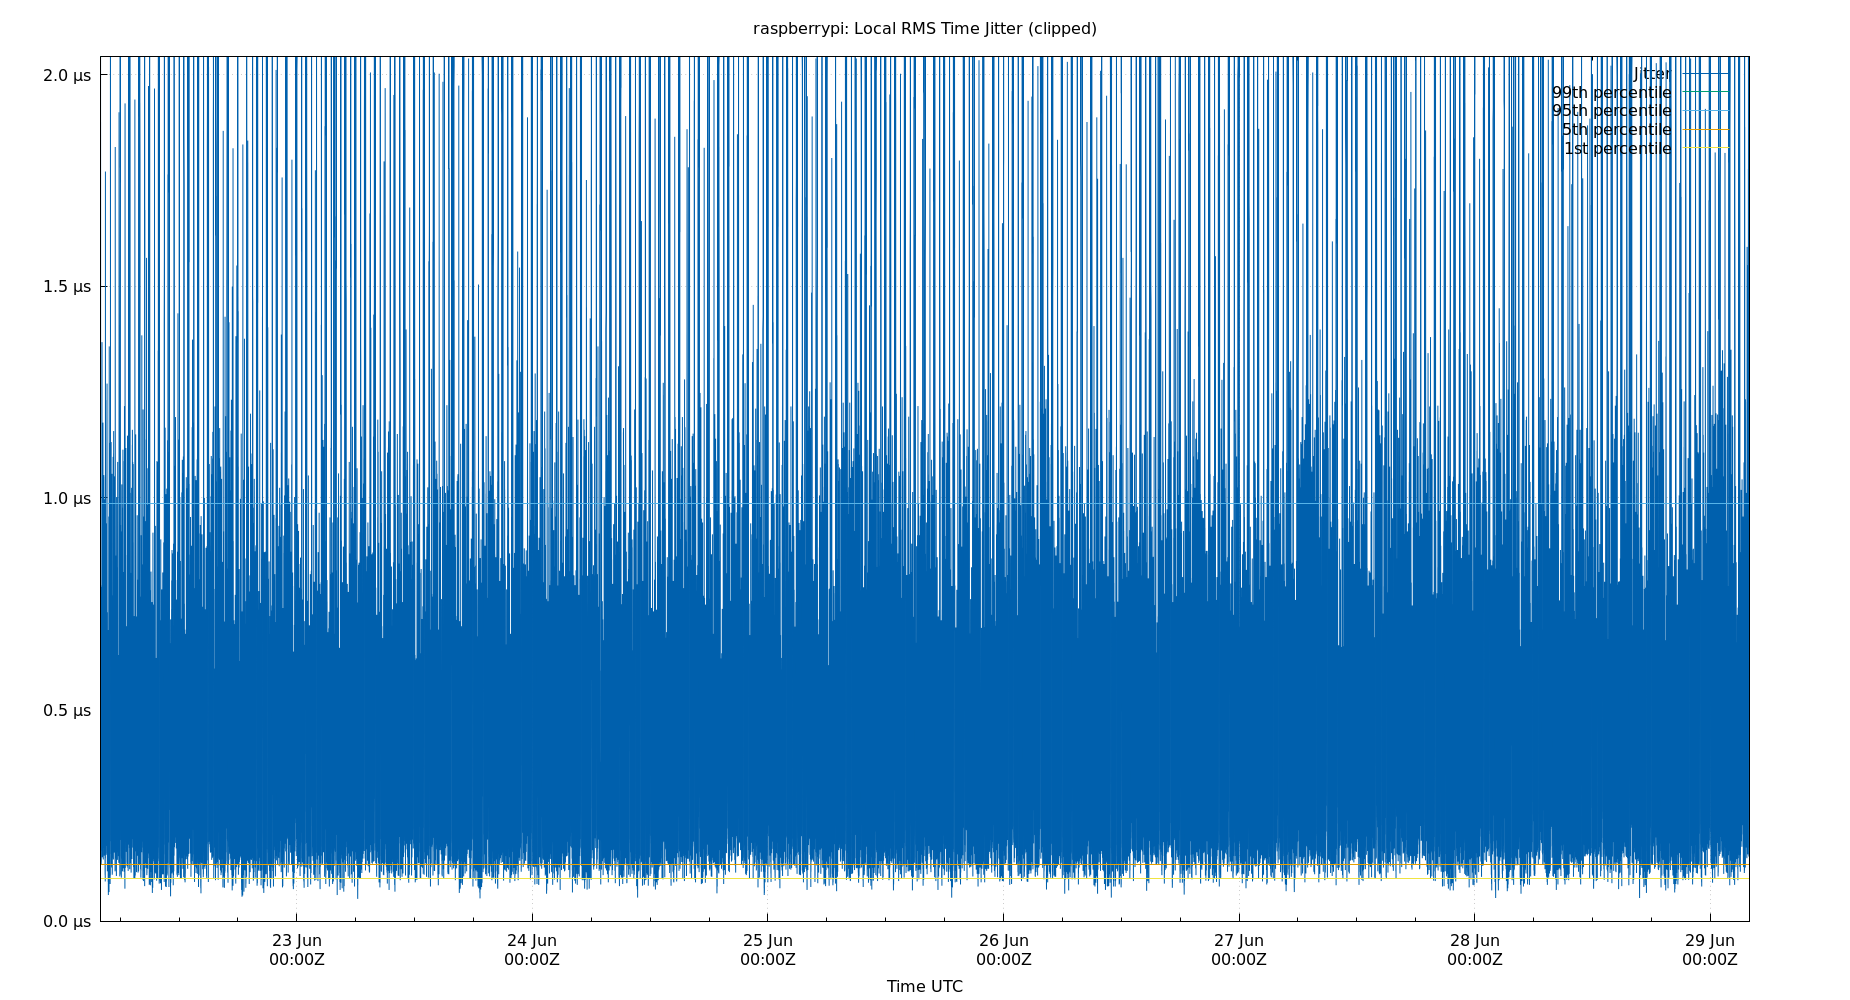 raspberrypi: Local RMS Time Jitter (clipped)
2.0 µs
1.5 µs
1.0 µs
0.5 µs
0.0 µs
Jitter
99th percentile
95th percentile
5th percentile
1st percentile
23 Jun 24 Jun 25 Jun 26 Jun 27 Jun 28 Jun 29 Jun
00:00Z 00:00Z 00:00Z 00:00Z 00:00Z 00:00Z 00:00Z
Time UTC